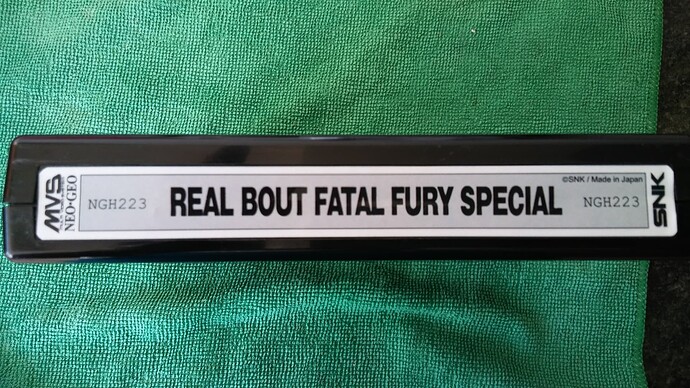 MVS
NEO•GEO
NGH223
REAL BOUT FATAL FURY SPECIAL
©SNK / Made in Japan
NGH223
SNK